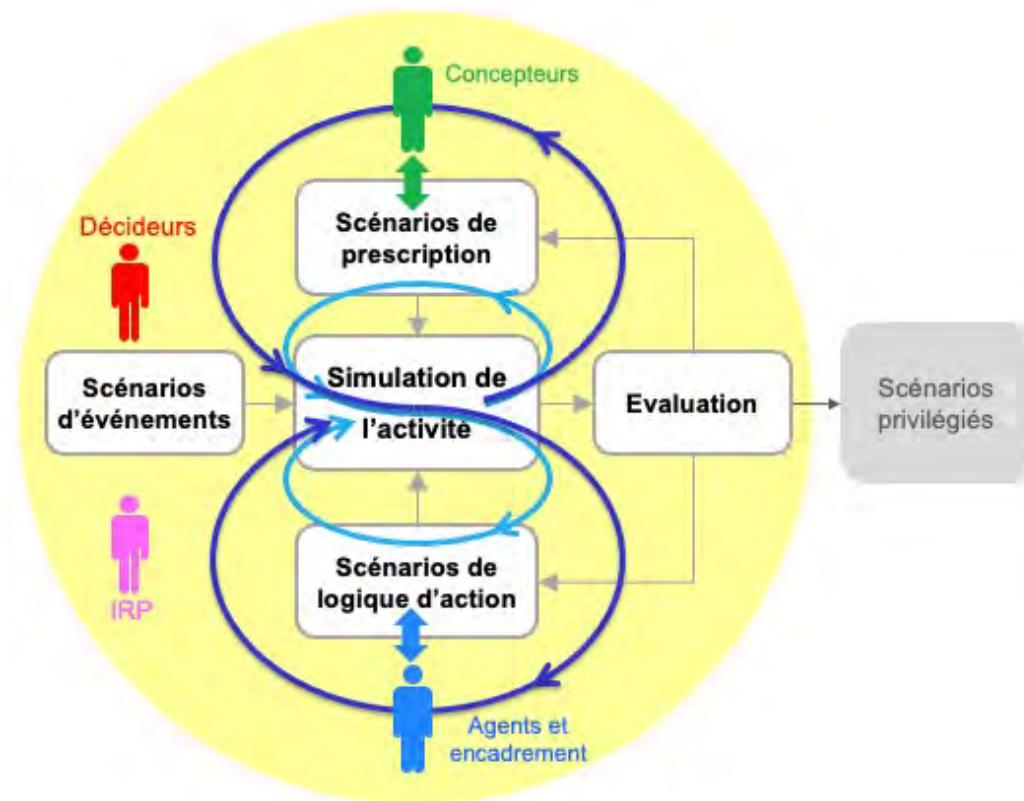 Concepteurs
Scénarios de
prescription
Décideurs
Scénarios
d'événements
Simulation de
l'activité
Evaluation
Scénarios
privilégiés
IRP
Scénarios de
logique d'action
Agents et
encadrement